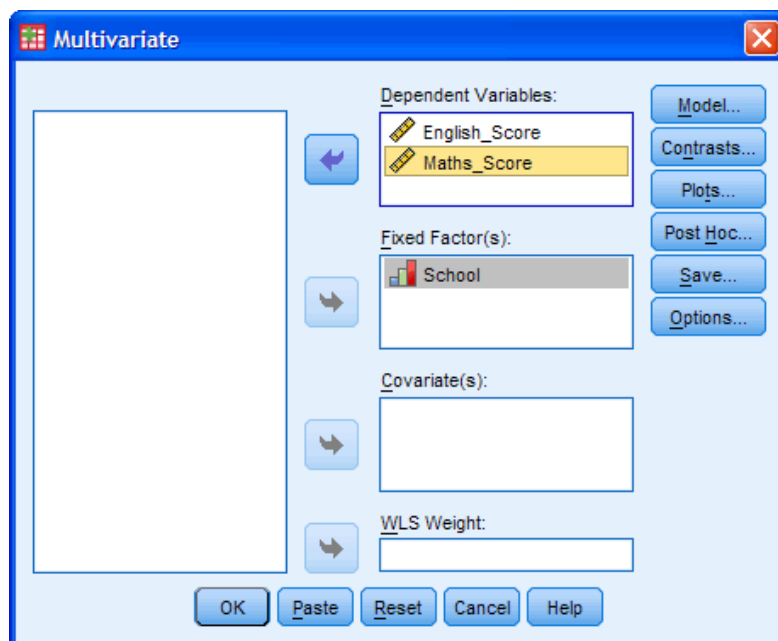 Multivariate
Dependent Variables:
English_Score
Maths_Score
Fixed Factor(s):
School
Covariate(s):
WLS Weight:
Model...
Contrasts...
Plots...
Post Hoc...
Save...
Options...
OK Paste Reset Cancel Help